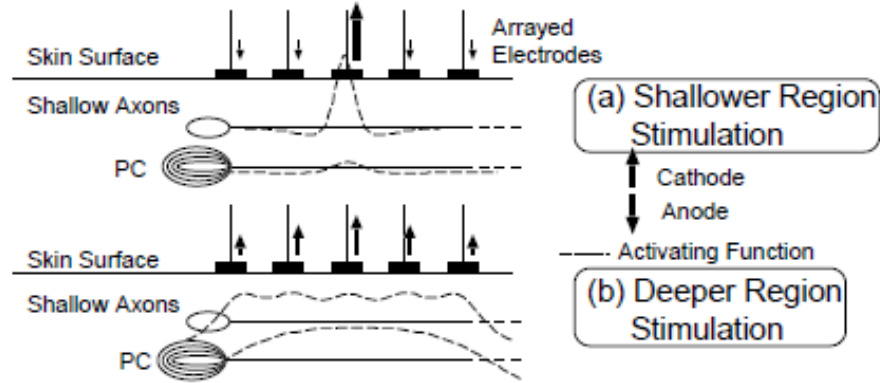 Arrayed
Electrodes
Skin Surface
Shallow Axons
PC
(a) Shallower Region
Stimulation
Cathode
Anode
Activating Function
Skin Surface
Shallow Axons
PC
(b) Deeper Region
Stimulation